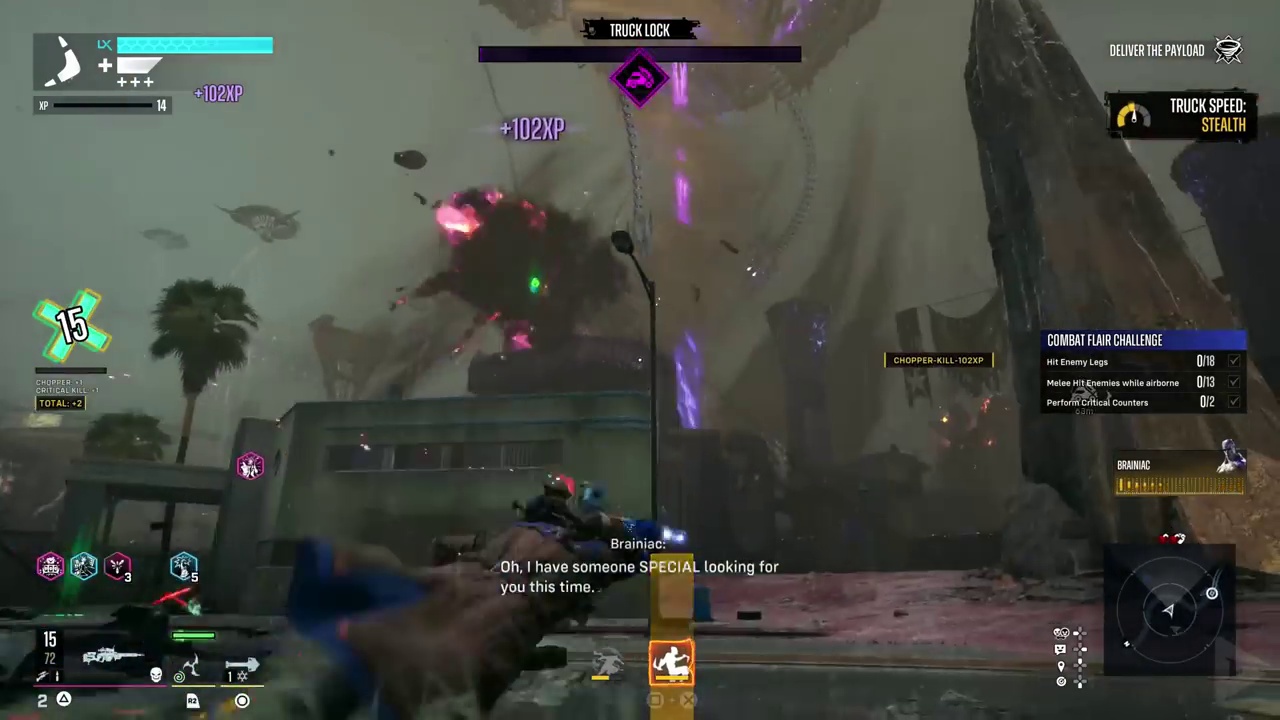 TRUCK LOCK
LX
+102XP
XP
14
+102XP
DELIVER THE PAYLOAD
TRUCK SPEED:
STEALTH
15
CHOPPER +1
CRITICAL KILL +1
TOTAL: +2
CHOPPER-KILL-102XP
COMBAT FLAIR CHALLENGE
Hit Enemy Legs 0/18
Melee Hit Enemies while airborne 0/13
Perform Critical Counters 0/2
63m
BRAINIAC
Brainiac:
Oh, I have someone SPECIAL looking for
you this time.
3
5
15
72
1
2
R2